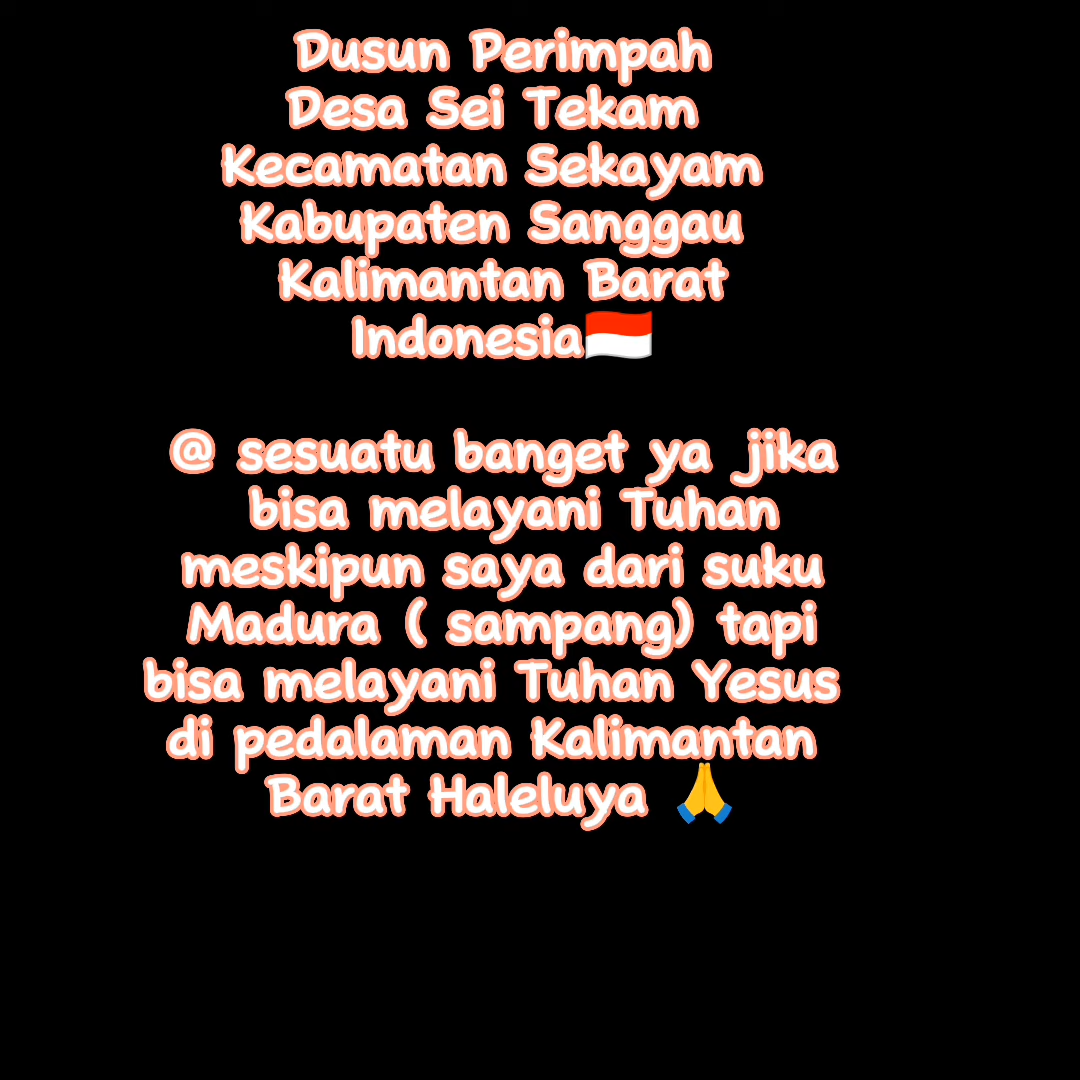 Dusun Perimpah
Desa Sei Tekam
Kecamatan Sekayam
Kabupaten Sanggau
Kalimantan Barat
Indonesia🇮🇩
@ sesuatu banget ya jika
bisa melayani Tuhan
meskipun saya dari suku
Madura ( sampang) tapi
bisa melayani Tuhan Yesus
di pedalaman Kalimantan
Barat Haleluya 🙏